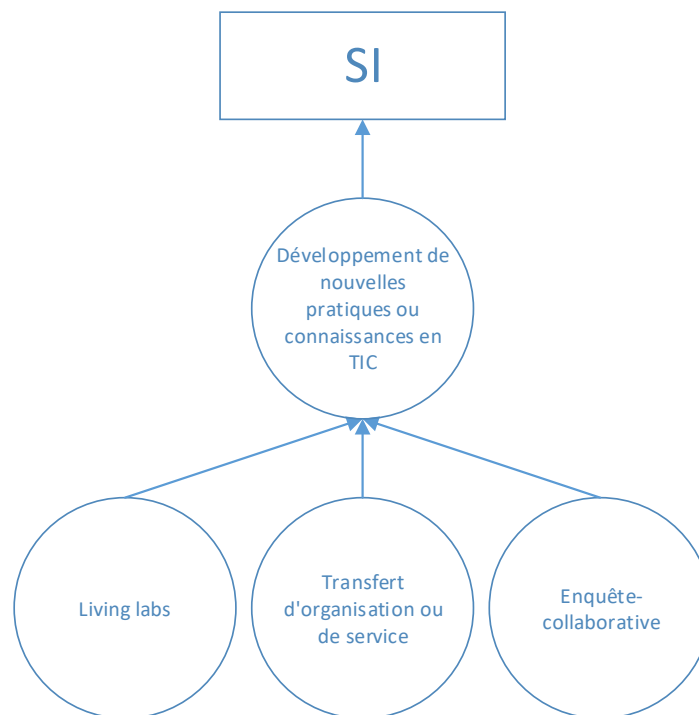 SI
Développement de
nouvelles
pratiques ou
connaissances en
TIC
Living labs
Transfert
d'organisation ou
de service
Enquête-
collaborative